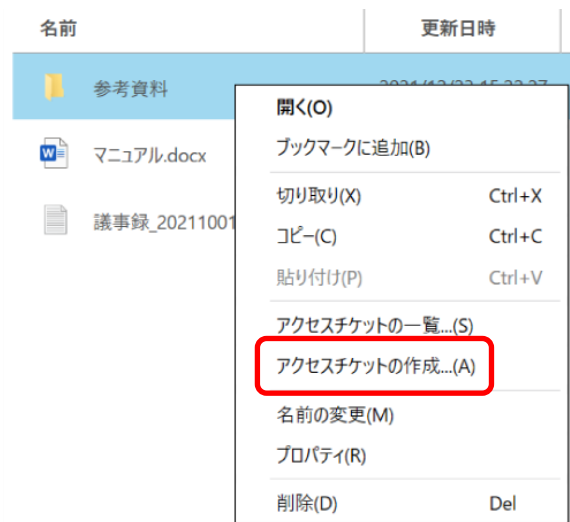 名前 更新日時
参考資料
開く(O)
ブックマークに追加(B)
マニュアル.docx
切り取り(X) Ctrl+X
議事録_20211001
コピー(C) Ctrl+C
貼り付け(P) Ctrl+V
アクセスチケットの一覧...(S)
アクセスチケットの作成...(A)
名前の変更(M)
プロパティ(R)
削除(D) Del